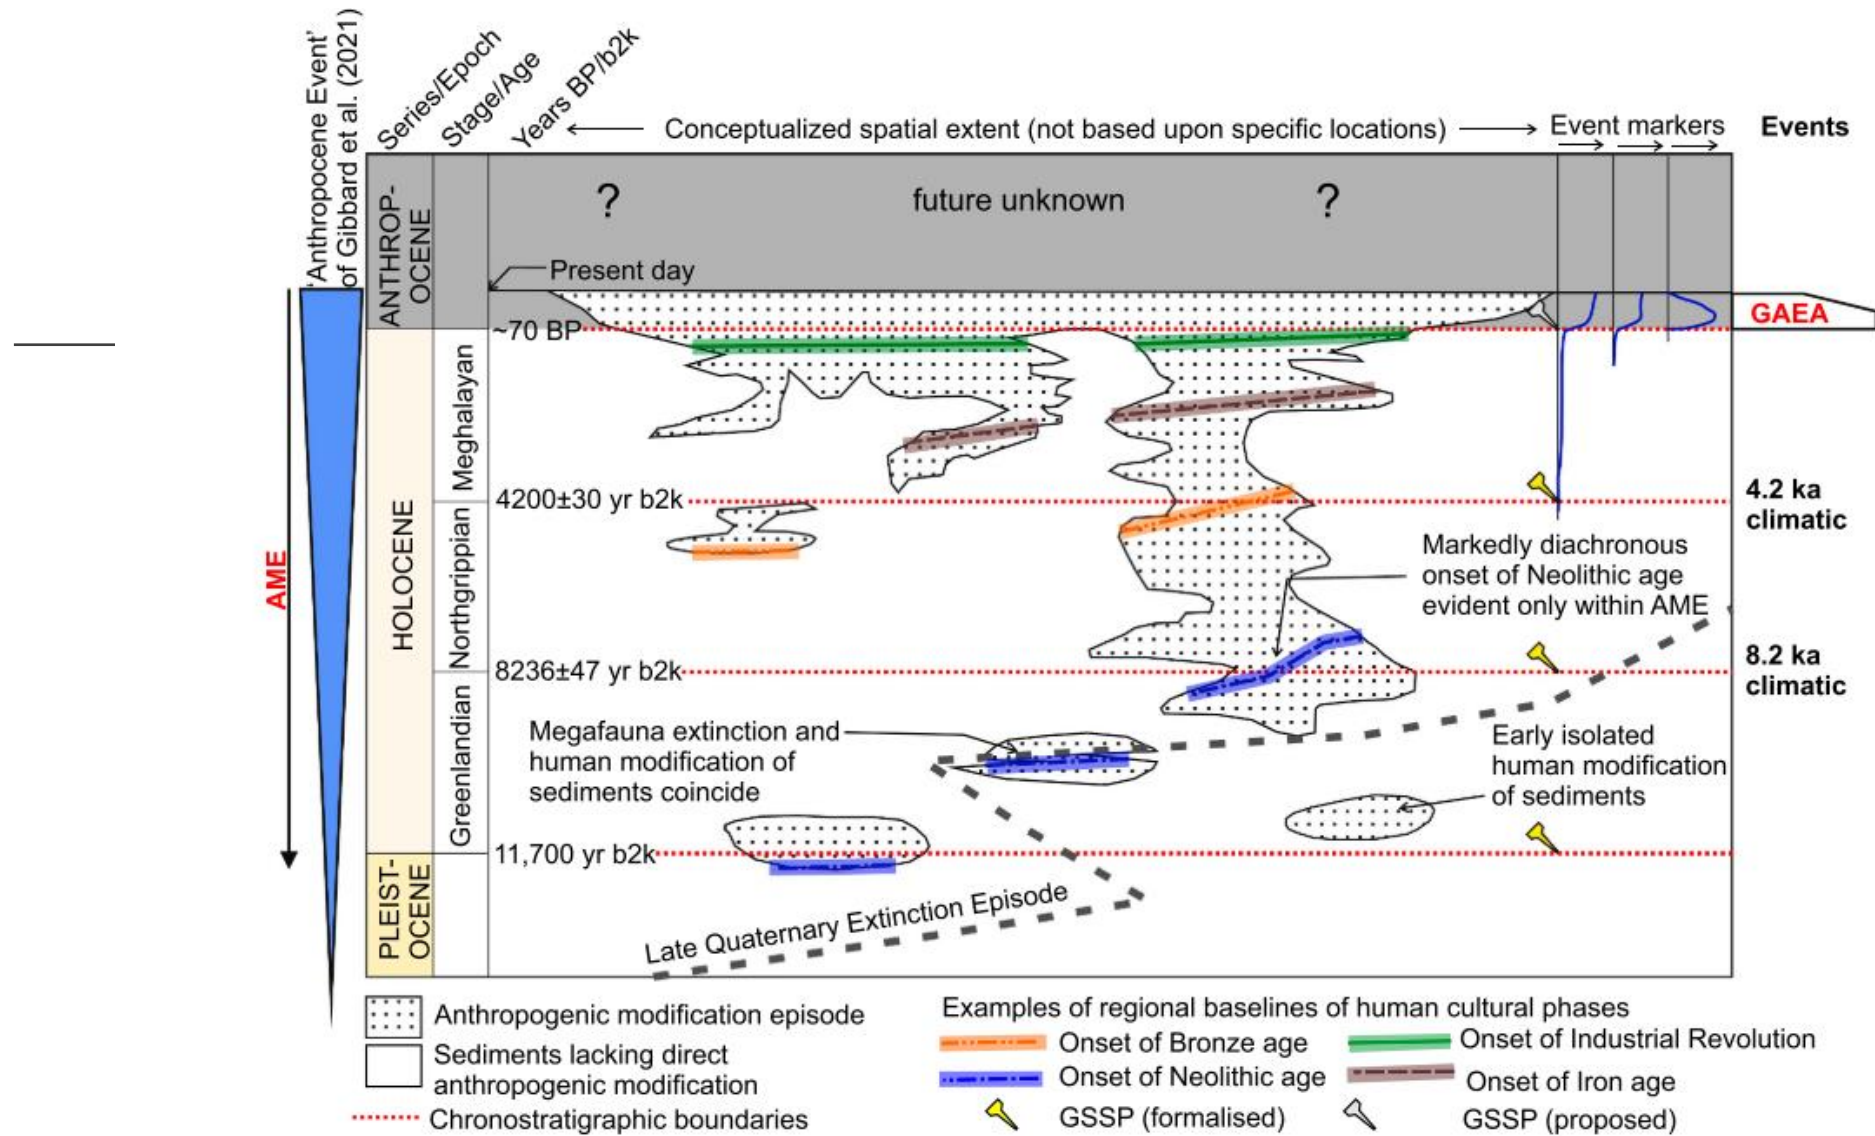 'Anthropocene Event'
of Gibbard et al. (2021)
Series/Epoch
Stage/Age
Years BP/b2k
Conceptualized spatial extent (not based upon specific locations)
Event markers
Events
ANTHROP-
OCENE
?
future unknown
?
Present day
~70 BP
GAEA
AME
HOLOCENE
Meghalayan
4200±30 yr b2k
4.2 ka
climatic
Northgrippian
Markedly diachronous
onset of Neolithic age
evident only within AME
8236±47 yr b2k
8.2 ka
climatic
Greenlandian
Megafauna extinction and
human modification of
sediments coincide
Early isolated
human modification
of sediments
11,700 yr b2k
PLEIST-
OCENE
Late Quaternary Extinction Episode
Anthropogenic modification episode
Sediments lacking direct
anthropogenic modification
Chronostratigraphic boundaries
Examples of regional baselines of human cultural phases
Onset of Bronze age
Onset of Industrial Revolution
Onset of Neolithic age
Onset of Iron age
GSSP (formalised)
GSSP (proposed)